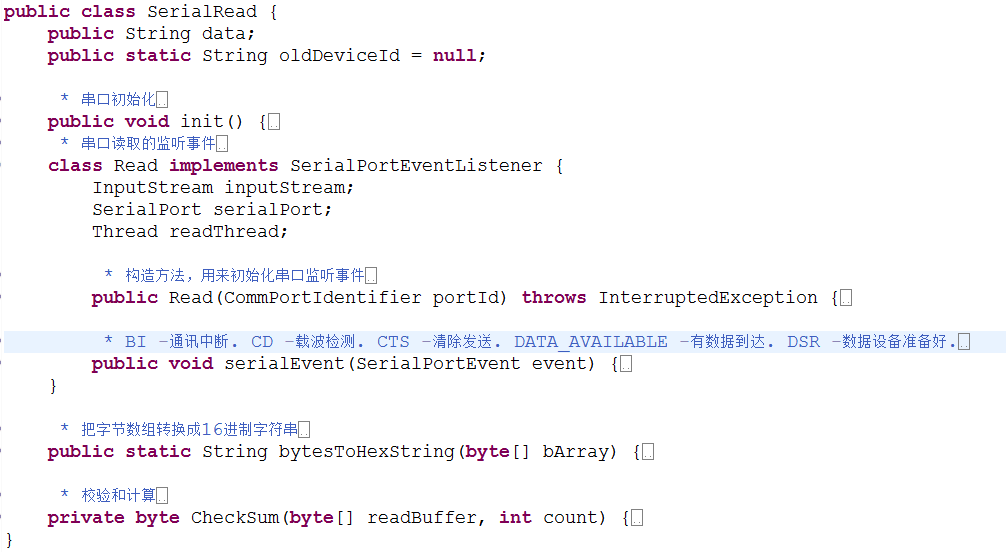 public class SerialRead {
public String data;
public static String oldDeviceId = null;
* 串口初始化..
public void init() {..
* 串口读取的监听事件..
class Read implements SerialPortEventListener {
InputStream inputStream;
SerialPort serialPort;
Thread readThread;
* 构造方法，用来初始化串口监听事件..
public Read(CommPortIdentifier portId) throws InterruptedException {..
* BI -通讯中断. CD -载波检测. CTS -清除发送. DATA_AVAILABLE -有数据到达. DSR -数据设备准备好...
public void serialEvent(SerialPortEvent event) {..
}
* 把字节数组转换成16进制字符串..
public static String bytesToHexString(byte[] bArray) {..
* 校验和计算..
private byte CheckSum(byte[] readBuffer, int count) {..
}